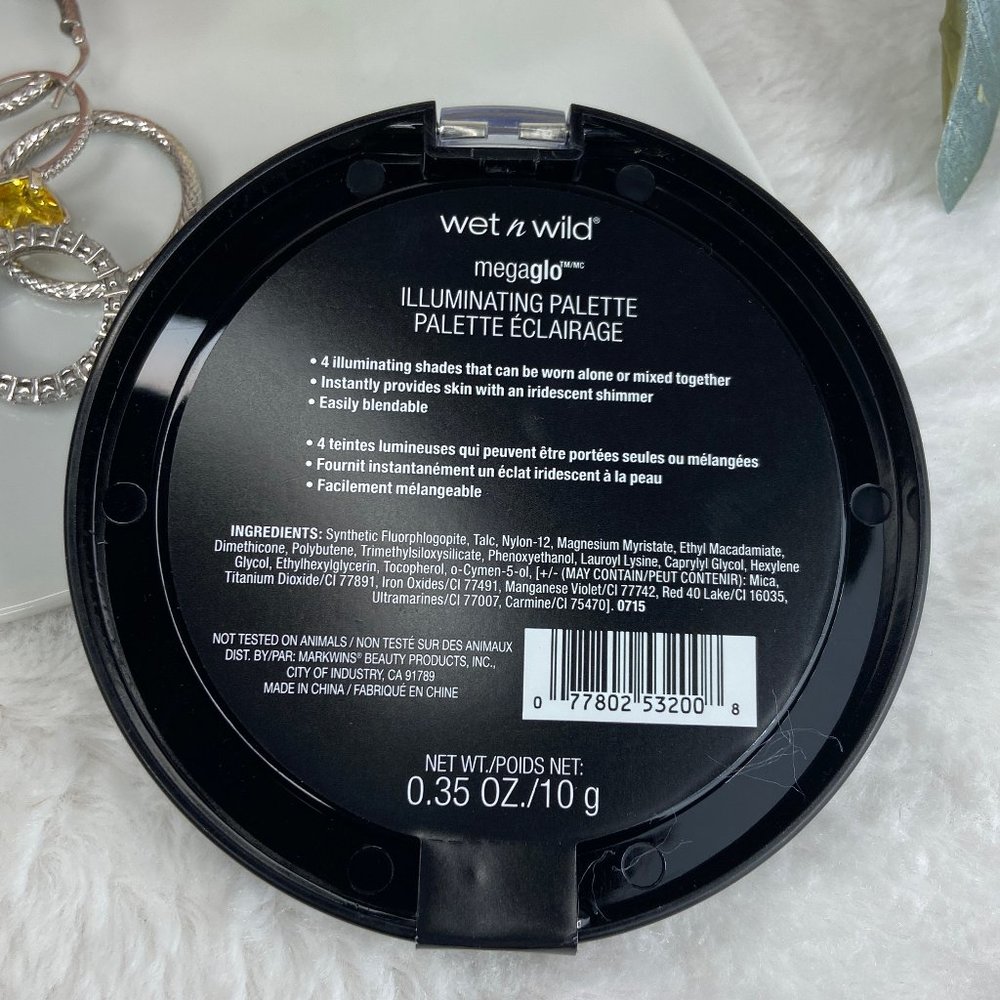 wet n wild®
megaglo™/MC
ILLUMINATING PALETTE
PALETTE ÉCLAIRAGE
• 4 illuminating shades that can be worn alone or mixed together
• Instantly provides skin with an iridescent shimmer
• Easily blendable
• 4 teintes lumineuses qui peuvent être portées seules ou mélangées
• Fournit instantanément un éclat iridescent à la peau
• Facilement mélangeable
INGREDIENTS: Synthetic Fluorphlogopite, Talc, Nylon-12, Magnesium Myristate, Ethyl Macadamiate,
Dimethicone, Polybutene, Trimethylsiloxysilicate, Phenoxyethanol, Lauroyl Lysine, Caprylyl Glycol, Hexylene
Glycol, Ethylhexylglycerin, Tocopherol, o-Cymen-5-ol, [+/- (MAY CONTAIN/PEUT CONTENIR): Mica,
Titanium Dioxide/CI 77891, Iron Oxides/CI 77491, Manganese Violet/CI 77742, Red 40 Lake/CI 16035,
Ultramarines/CI 77007, Carmine/CI 75470]. 0715
NOT TESTED ON ANIMALS / NON TESTÉ SUR DES ANIMAUX
DIST. BY/PAR: MARKWINS® BEAUTY PRODUCTS, INC.,
CITY OF INDUSTRY, CA 91789
MADE IN CHINA / FABRIQUÉ EN CHINE
0 77802 53200 8
NET WT./POIDS NET:
0.35 OZ./10 g